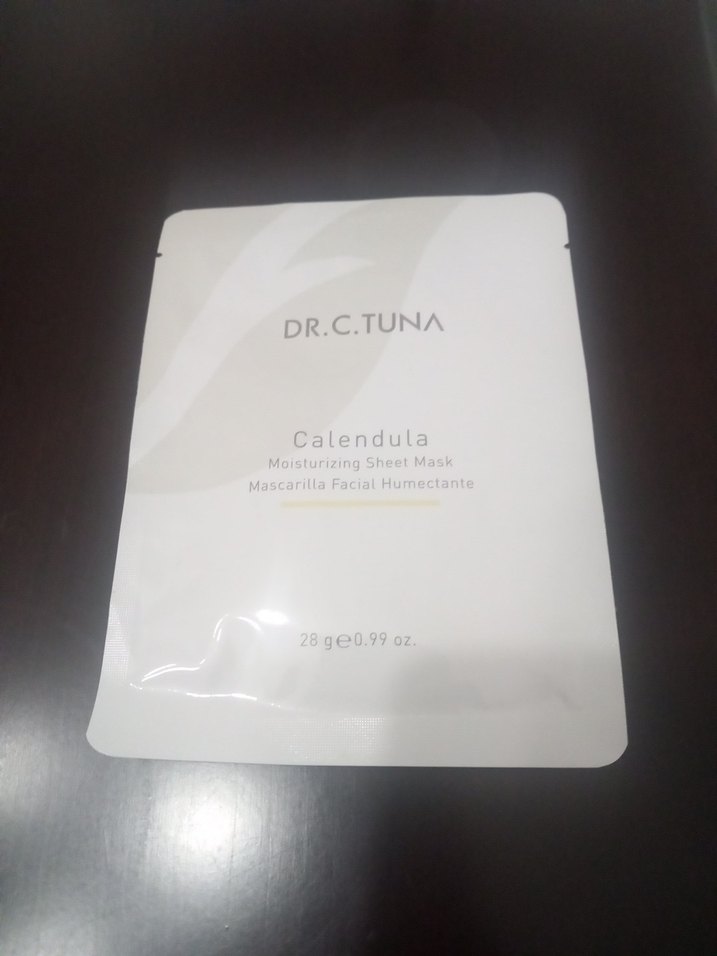 DR.C.TUNA
Calendula
Moisturizing Sheet Mask
Mascarilla Facial Humectante
28 g℮0.99 oz.